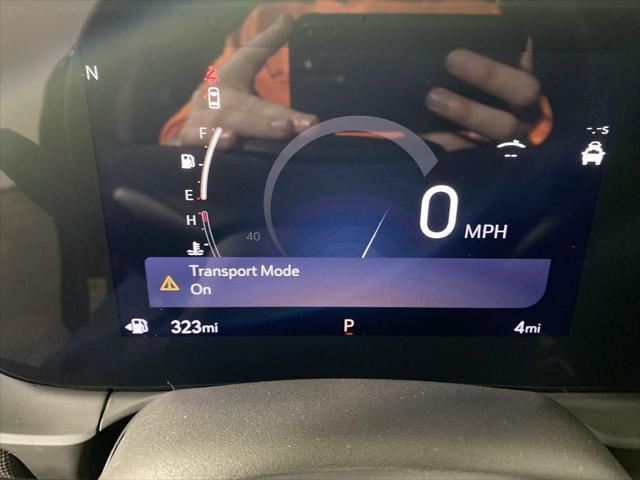 N
F
E
H
--s
40
0 MPH
Transport Mode
On
323mi
P
4mi